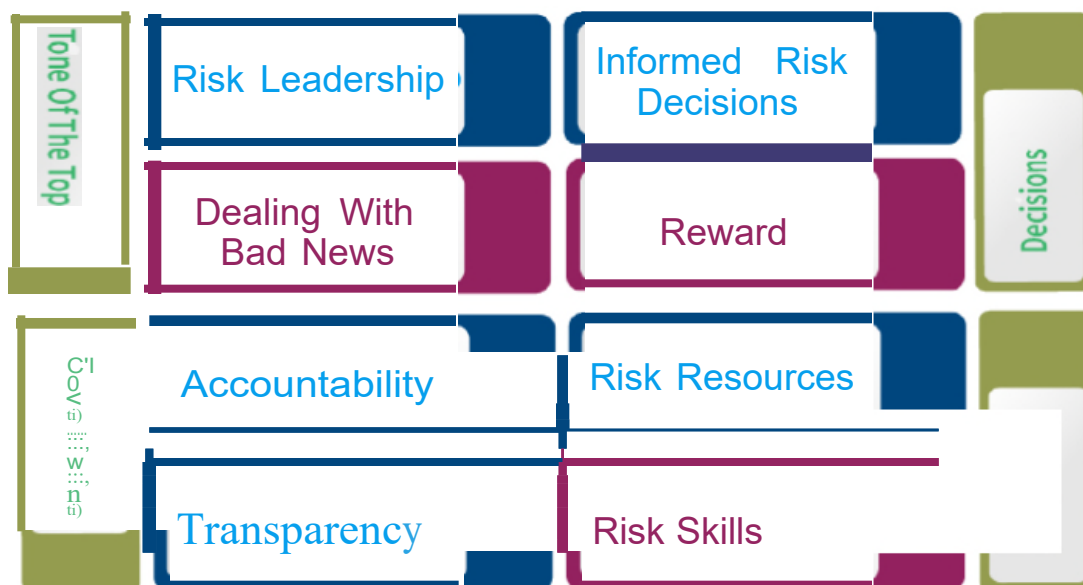 Tone Of The Top
Risk Leadership
Informed Risk
Decisions
Dealing With
Bad News
Reward
Decisions
Accountability
Risk Resources
C'I
Transparency
Risk Skills